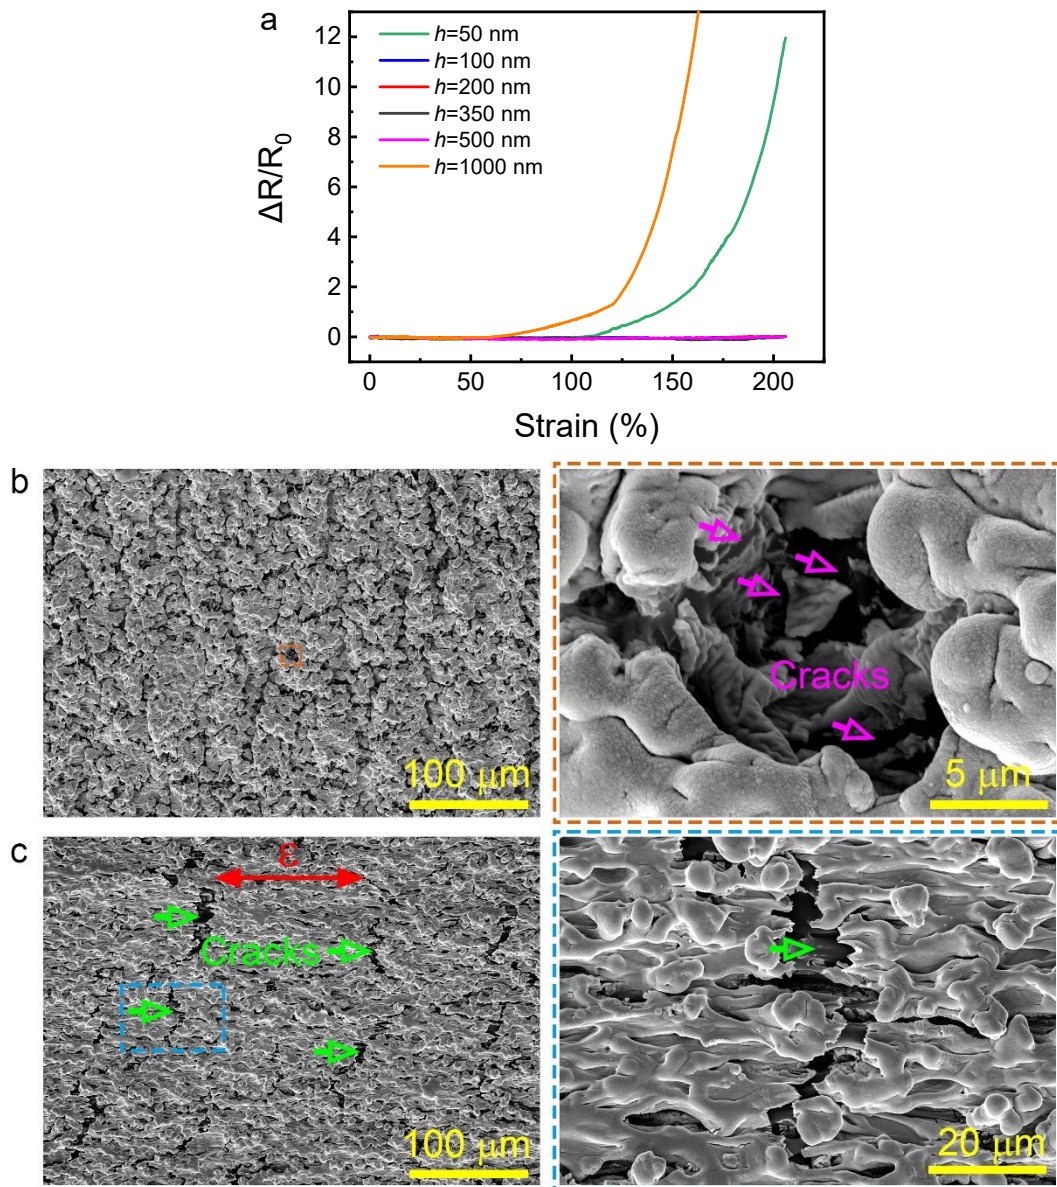 a
12
10
8
6
4
2
0
ΔR/R₀
h=50 nm
h=100 nm
h=200 nm
h=350 nm
h=500 nm
h=1000 nm
0 50 100 150 200
Strain (%)
b
100 μm
Cracks
5 μm
c
ε
Cracks
100 μm
20 μm